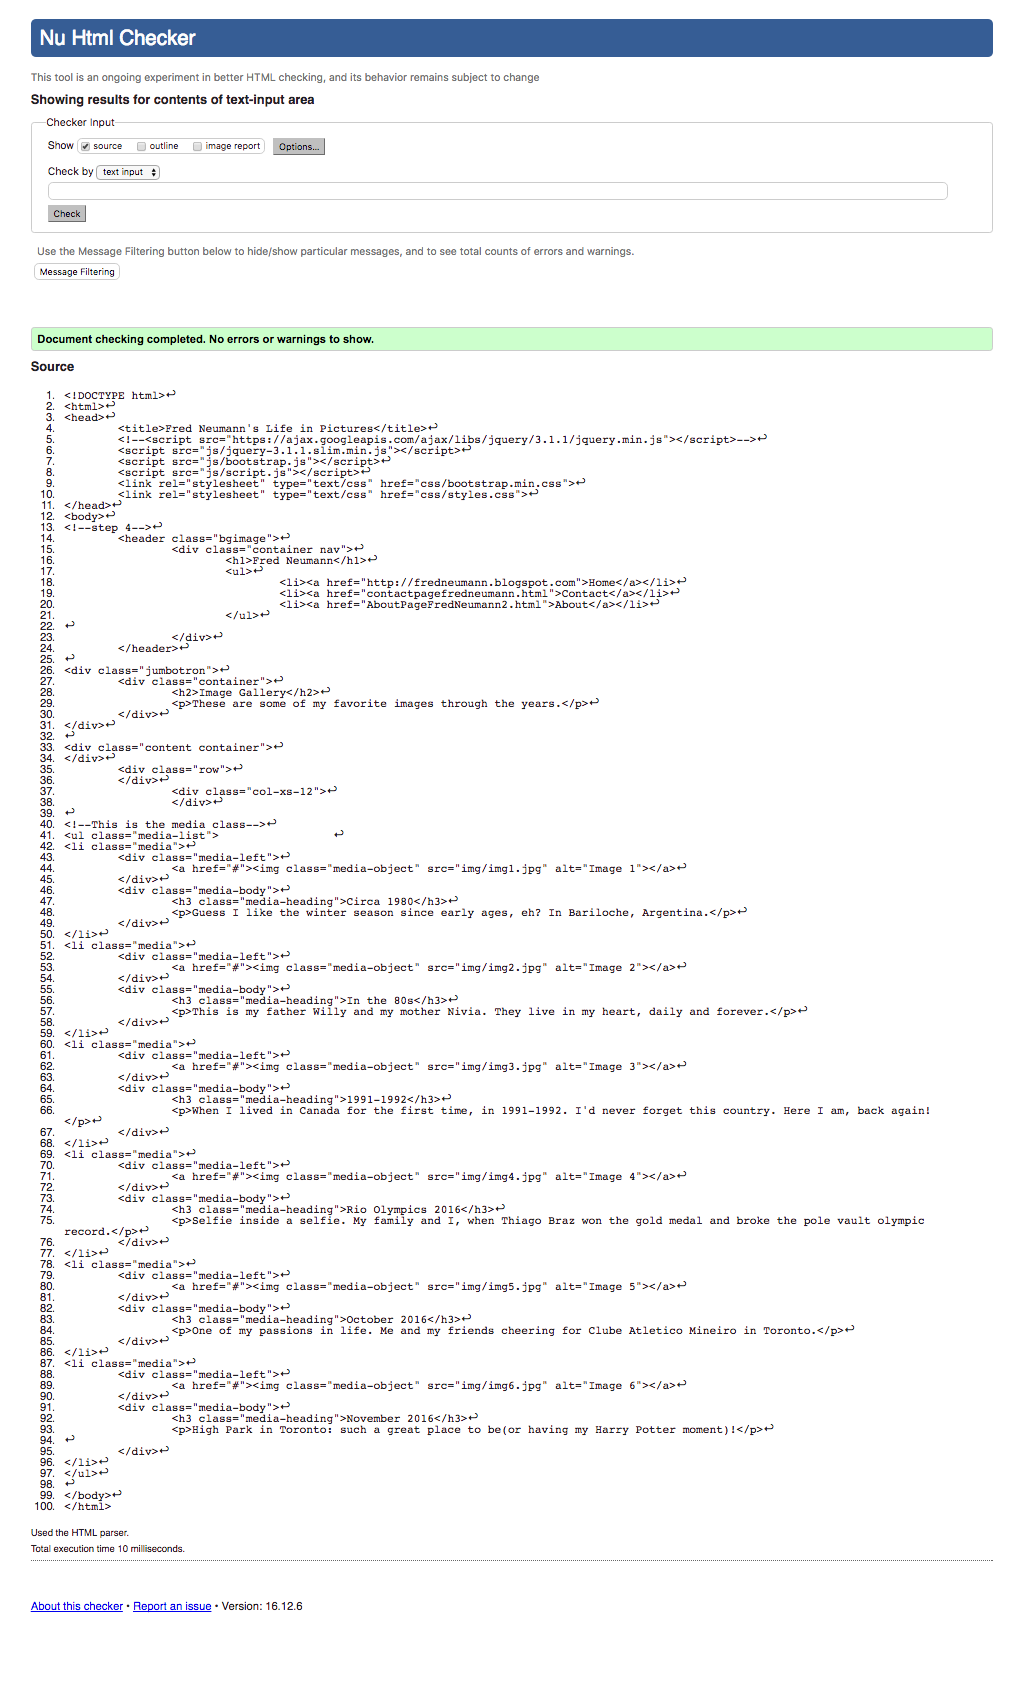 Nu Html Checker
This tool is an ongoing experiment in better HTML checking, and its behavior remains subject to change
Showing results for contents of text-input area
Checker Input
Show source outline image report Options...
Check by text input
Check
Use the Message Filtering button below to hide/show particular messages, and to see total counts of errors and warnings.
Message Filtering
Document checking completed. No errors or warnings to show.
Source
1. <!DOCTYPE html>↩
2. <html>↩
3. <head>↩
4. <title>Fred Neumann's Life in Pictures</title>↩
5. <!--<script src="https://ajax.googleapis.com/ajax/libs/jquery/3.1.1/jquery.min.js"></script>-->↩
6. <script src="js/jquery-3.1.1.slim.min.js"></script>↩
7. <script src="js/bootstrap.js"></script>↩
8. <script src="js/script.js"></script>↩
9. <link rel="stylesheet" type="text/css" href="css/bootstrap.min.css">↩
10. <link rel="stylesheet" type="text/css" href="css/styles.css">↩
11. </head>↩
12. <body>↩
13. <!--step 4-->↩
14. <header class="bgimage">↩
15. <div class="container nav">↩
16. <h1>Fred Neumann</h1>↩
17. <ul>↩
18. <li><a href="http://fredneumann.blogspot.com">Home</a></li>↩
19. <li><a href="contactpagefredneumann.html">Contact</a></li>↩
20. <li><a href="AboutPageFredNeumann2.html">About</a></li>↩
21. </ul>↩
22. ↩
23. </div>↩
24. </header>↩
25. ↩
26. <div class="jumbotron">↩
27. <div class="container">↩
28. <h2>Image Gallery</h2>↩
29. <p>These are some of my favorite images through the years.</p>↩
30. </div>↩
31. </div>↩
32. ↩
33. <div class="content container">↩
34. </div>↩
35. <div class="row">↩
36. </div>↩
37. <div class="col-xs-12">↩
38. </div>↩
39. ↩
40. <!--This is the media class-->↩
41. <ul class="media-list"> ↩
42. <li class="media">↩
43. <div class="media-left">↩
44. <a href="#"><img class="media-object" src="img/img1.jpg" alt="Image 1"></a>↩
45. </div>↩
46. <div class="media-body">↩
47. <h3 class="media-heading">Circa 1980</h3>↩
48. <p>Guess I like the winter season since early ages, eh? In Bariloche, Argentina.</p>↩
49. </div>↩
50. </li>↩
51. <li class="media">↩
52. <div class="media-left">↩
53. <a href="#"><img class="media-object" src="img/img2.jpg" alt="Image 2"></a>↩
54. </div>↩
55. <div class="media-body">↩
56. <h3 class="media-heading">In the 80s</h3>↩
57. <p>This is my father Willy and my mother Nivia. They live in my heart, daily and forever.</p>↩
58. </div>↩
59. </li>↩
60. <li class="media">↩
61. <div class="media-left">↩
62. <a href="#"><img class="media-object" src="img/img3.jpg" alt="Image 3"></a>↩
63. </div>↩
64. <div class="media-body">↩
65. <h3 class="media-heading">1991-1992</h3>↩
66. <p>When I lived in Canada for the first time, in 1991-1992. I'd never forget this country. Here I am, back again!
</p>↩
67. </div>↩
68. </li>↩
69. <li class="media">↩
70. <div class="media-left">↩
71. <a href="#"><img class="media-object" src="img/img4.jpg" alt="Image 4"></a>↩
72. </div>↩
73. <div class="media-body">↩
74. <h3 class="media-heading">Rio Olympics 2016</h3>↩
75. <p>Selfie inside a selfie. My family and I, when Thiago Braz won the gold medal and broke the pole vault olympic
record.</p>↩
76. </div>↩
77. </li>↩
78. <li class="media">↩
79. <div class="media-left">↩
80. <a href="#"><img class="media-object" src="img/img5.jpg" alt="Image 5"></a>↩
81. </div>↩
82. <div class="media-body">↩
83. <h3 class="media-heading">October 2016</h3>↩
84. <p>One of my passions in life. Me and my friends cheering for Clube Atletico Mineiro in Toronto.</p>↩
85. </div>↩
86. </li>↩
87. <li class="media">↩
88. <div class="media-left">↩
89. <a href="#"><img class="media-object" src="img/img6.jpg" alt="Image 6"></a>↩
90. </div>↩
91. <div class="media-body">↩
92. <h3 class="media-heading">November 2016</h3>↩
93. <p>High Park in Toronto: such a great place to be(or having my Harry Potter moment)!</p>↩
94. ↩
95. </div>↩
96. </li>↩
97. </ul>↩
98. ↩
99. </body>↩
100. </html>
Used the HTML parser.
Total execution time 10 milliseconds.
About this checker • Report an issue • Version: 16.12.6